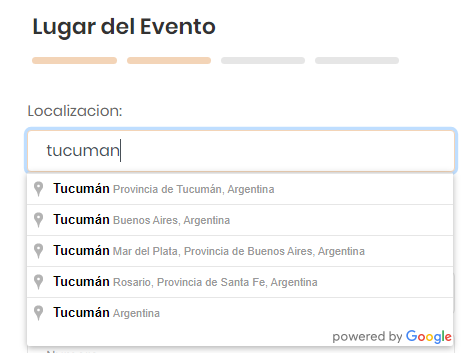 Lugar del Evento
Localizacion:
tucuman
Tucumán Provincia de Tucumán, Argentina
Tucumán Buenos Aires, Argentina
Tucumán Mar del Plata, Provincia de Buenos Aires, Argentina
Tucumán Rosario, Provincia de Santa Fe, Argentina
Tucumán Argentina
powered by Google